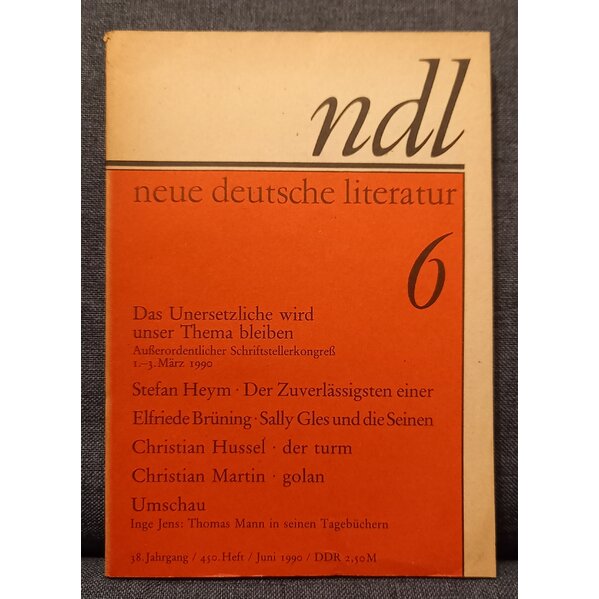 ndl
neue deutsche literatur
6
Das Unersetzliche wird
unser Thema bleiben
Außerordentlicher Schriftstellerkongreß
1.–3. März 1990
Stefan Heym · Der Zuverlässigsten einer
Elfriede Brüning · Sally Gles und die Seinen
Christian Hussel · der turm
Christian Martin · golan
Umschau
Inge Jens: Thomas Mann in seinen Tagebüchern
38. Jahrgang / 450. Heft / Juni 1990 / DDR 2,50 M